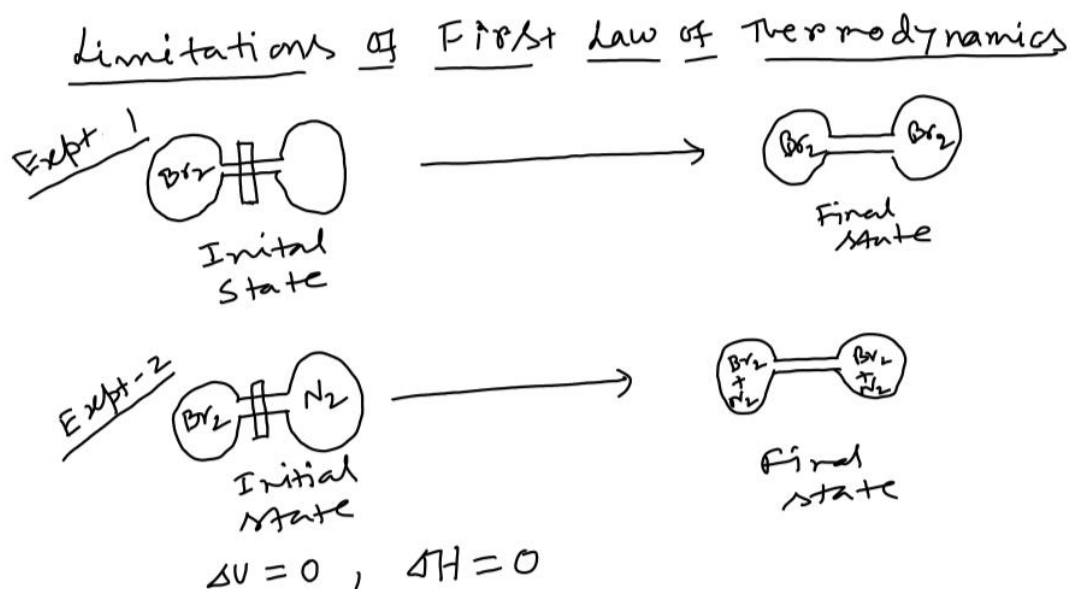 Limitations of First Law of Thermodynamics
Expt. 1
Br2
Br2 Br2
Inital
State
Final
state
Expt-2
Br2 N2
Br2
+
N2
Br2
+
N2
Initial
state
Final
state
ΔU = 0 , ΔH = 0